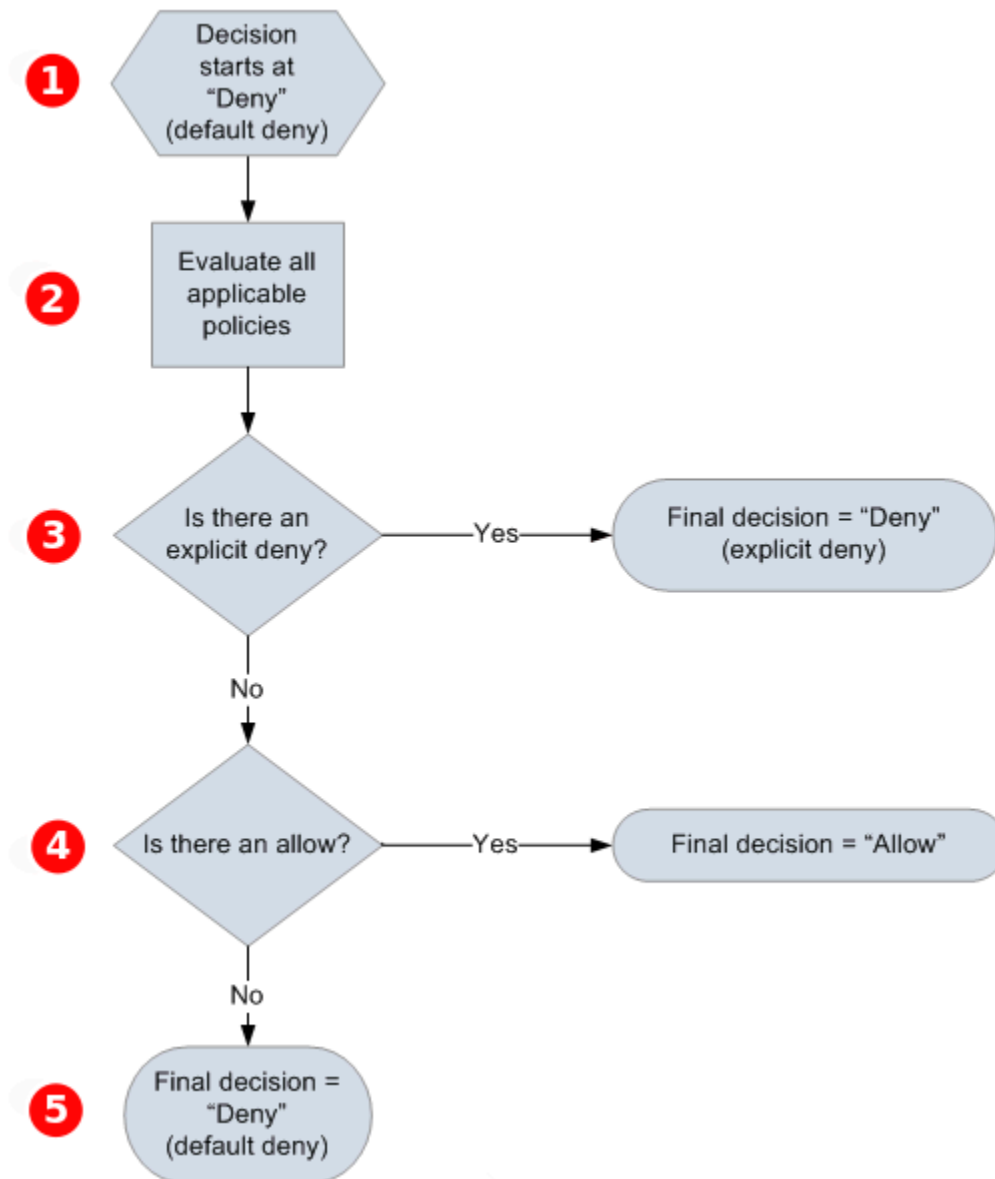 1
Decision
starts at
“Deny”
(default deny)
2
Evaluate all
applicable
policies
3
Is there an
explicit deny?
Yes
Final decision = “Deny”
(explicit deny)
No
4
Is there an allow?
Yes
Final decision = “Allow”
No
5
Final decision =
“Deny”
(default deny)